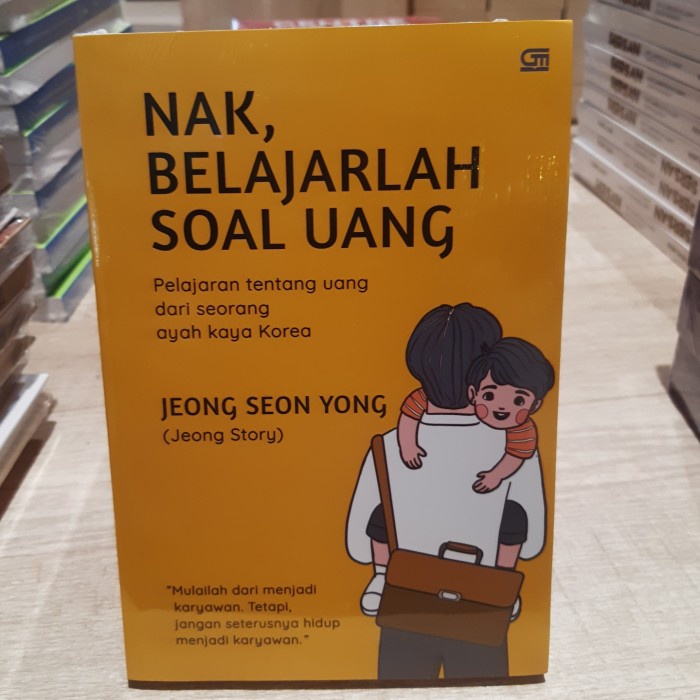 GM
NAK,
BELAJARLAH
SOAL UANG
Pelajaran tentang uang
dari seorang
ayah kaya Korea
JEONG SEON YONG
(Jeong Story)
"Mulailah dari menjadi
karyawan. Tetapi,
jangan seterusnya hidup
menjadi karyawan."